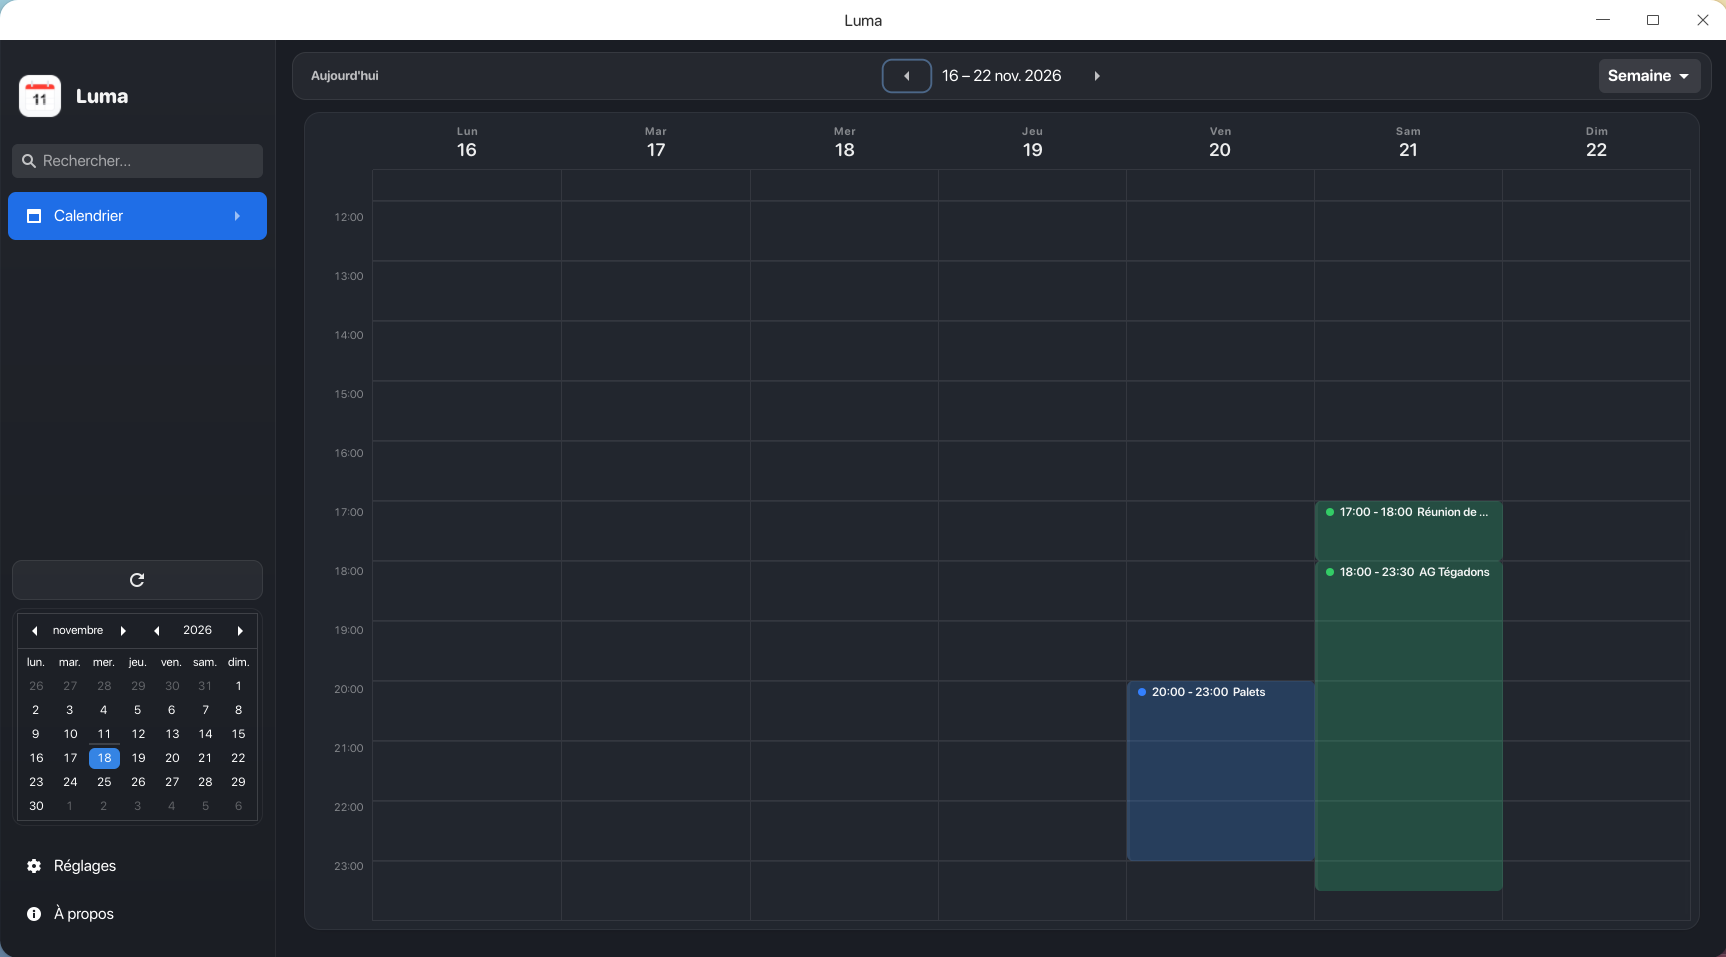 Luma
11
Luma
Rechercher...
Calendrier
novembre 2026
lun. mar. mer. jeu. ven. sam. dim.
26 27 28 29 30 31 1
2 3 4 5 6 7 8
9 10 11 12 13 14 15
16 17 18 19 20 21 22
23 24 25 26 27 28 29
30 1 2 3 4 5 6
Réglages
À propos
Aujourd'hui
16 – 22 nov. 2026
Semaine
Lun Mar Mer Jeu Ven Sam Dim
16 17 18 19 20 21 22
12:00
13:00
14:00
15:00
16:00
17:00
17:00 - 18:00 Réunion de ...
18:00
18:00 - 23:30 AG Tégadons
19:00
20:00
20:00 - 23:00 Palets
21:00
22:00
23:00